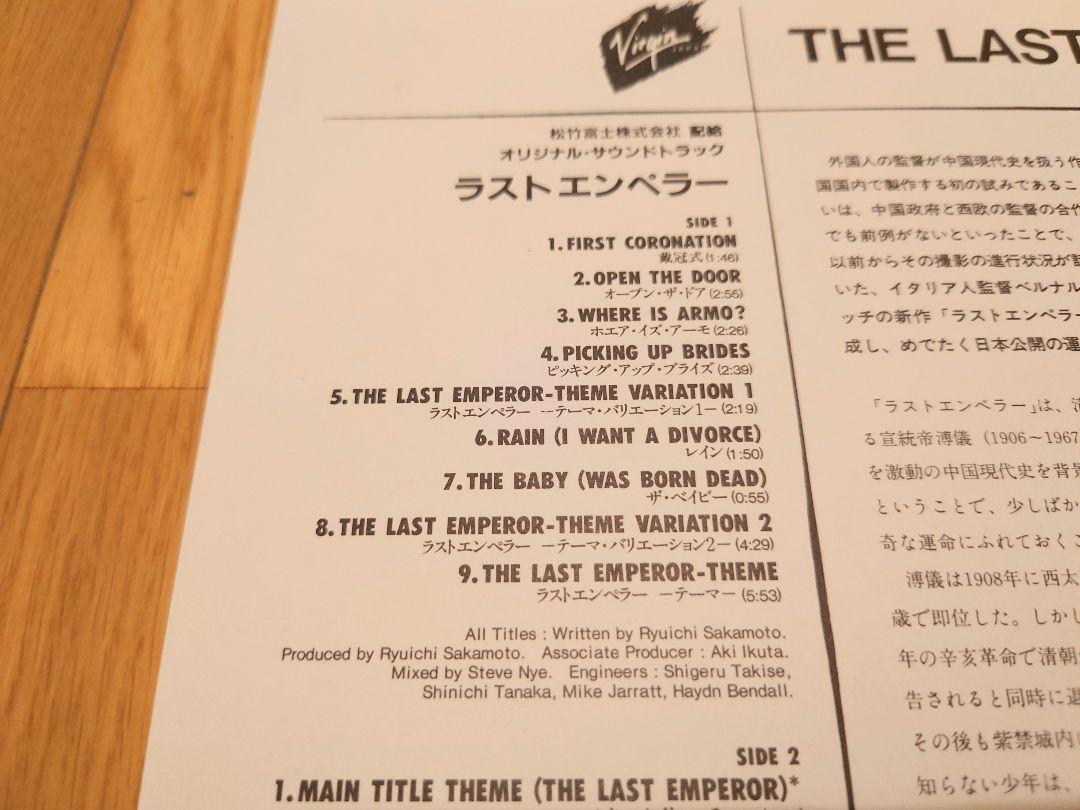 Virgin
JAPAN
THE LAST
松竹富士株式会社 配給
オリジナル・サウンドトラック
ラストエンペラー
SIDE 1
1. FIRST CORONATION
戴冠式 (1:46)
2. OPEN THE DOOR
オープン・ザ・ドア (2:55)
3. WHERE IS ARMO?
ホエア・イズ・アーモ (2:26)
4. PICKING UP BRIDES
ピッキング・アップ・ブライズ (2:39)
5. THE LAST EMPEROR-THEME VARIATION 1
ラストエンペラー ―テーマ・バリエーション1― (2:19)
6. RAIN (I WANT A DIVORCE)
レイン (1:50)
7. THE BABY (WAS BORN DEAD)
ザ・ベイビー (0:55)
8. THE LAST EMPEROR-THEME VARIATION 2
ラストエンペラー ―テーマ・バリエーション2― (4:29)
9. THE LAST EMPEROR-THEME
ラストエンペラー ―テーマ― (5:53)
All Titles : Written by Ryuichi Sakamoto.
Produced by Ryuichi Sakamoto. Associate Producer : Aki Ikuta.
Mixed by Steve Nye. Engineers : Shigeru Takise,
Shinichi Tanaka, Mike Jarratt, Haydn Bendall.
SIDE 2
1. MAIN TITLE THEME (THE LAST EMPEROR)*
外国人の監督が中国現代史を扱う作
国国内で製作する初の試みであるこ
いは、中国政府と西欧の監督の合作
でも前例がないといったことで、
以前からその撮影の進行状況が
いた、イタリア人監督ベルナル
ッチの新作「ラストエンペラー
成し、めでたく日本公開の運
「ラストエンペラー」は、清
る宣統帝溥儀 (1906～1967
を激動の中国現代史を背景
ということで、少しばか
奇な運命にふれておくこ
溥儀は1908年に西太
歳で即位した。しかし
年の辛亥革命で清朝
告されると同時に退
その後も紫禁城内
知らない少年は、